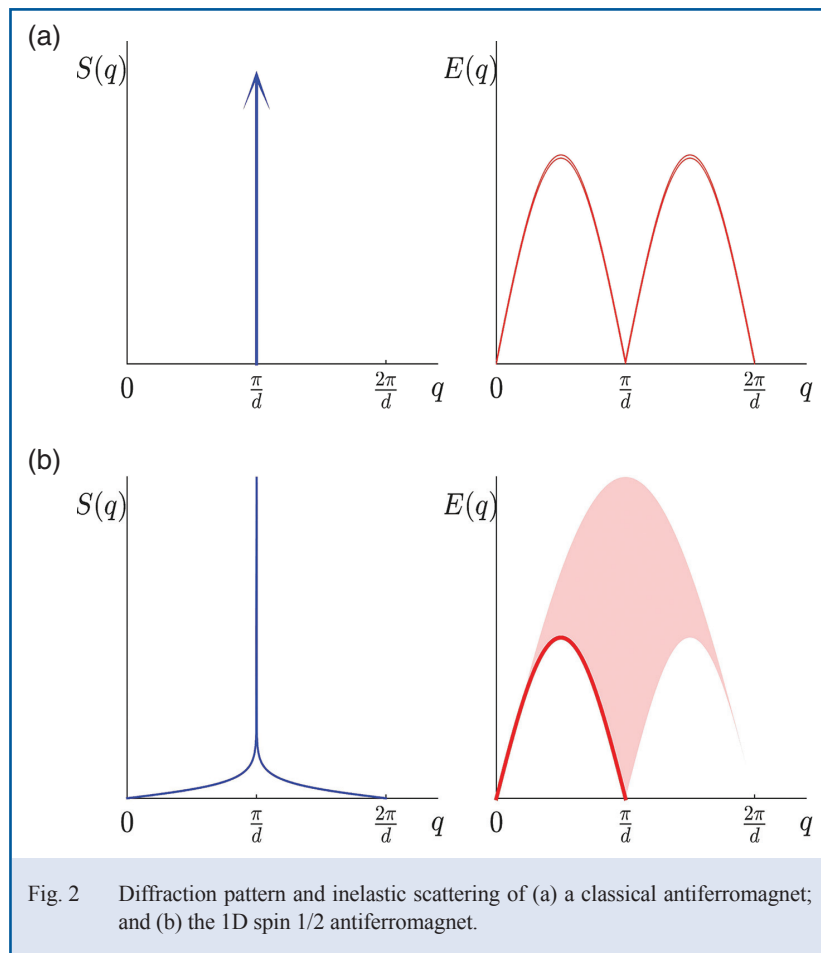 (a)
S(q)
E(q)
0 π/d 2π/d q
0 π/d 2π/d q
(b)
S(q)
E(q)
0 π/d 2π/d q
0 π/d 2π/d q
Fig. 2 Diffraction pattern and inelastic scattering of (a) a classical antiferromagnet;
and (b) the 1D spin 1/2 antiferromagnet.